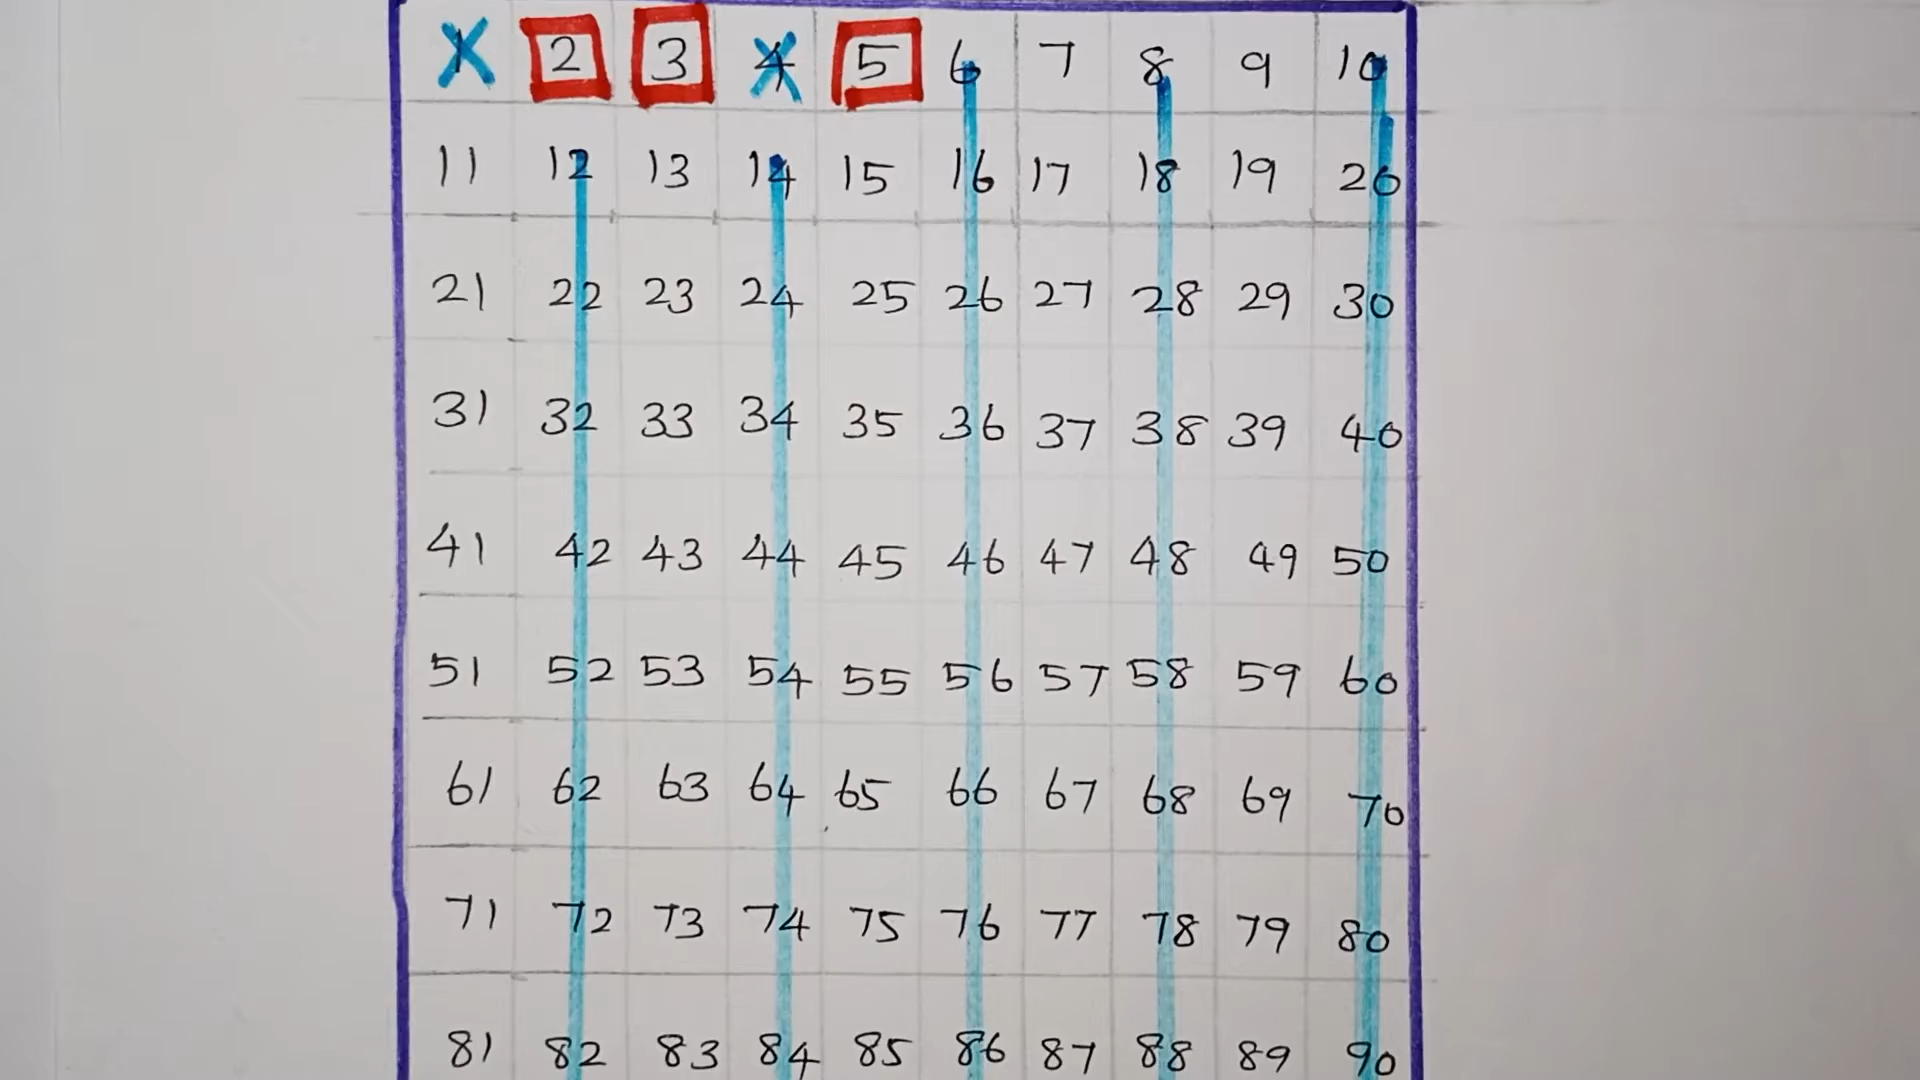 1 2 3 4 5 6 7 8 9 10
11 12 13 14 15 16 17 18 19 20
21 22 23 24 25 26 27 28 29 30
31 32 33 34 35 36 37 38 39 40
41 42 43 44 45 46 47 48 49 50
51 52 53 54 55 56 57 58 59 60
61 62 63 64 65 66 67 68 69 70
71 72 73 74 75 76 77 78 79 80
81 82 83 84 85 86 87 88 89 90